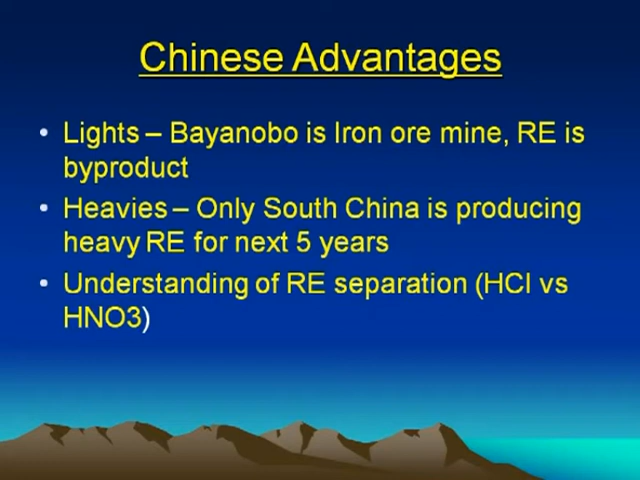 Chinese Advantages
• Lights – Bayanobo is Iron ore mine, RE is
byproduct
• Heavies – Only South China is producing
heavy RE for next 5 years
• Understanding of RE separation (HCl vs
HNO3)